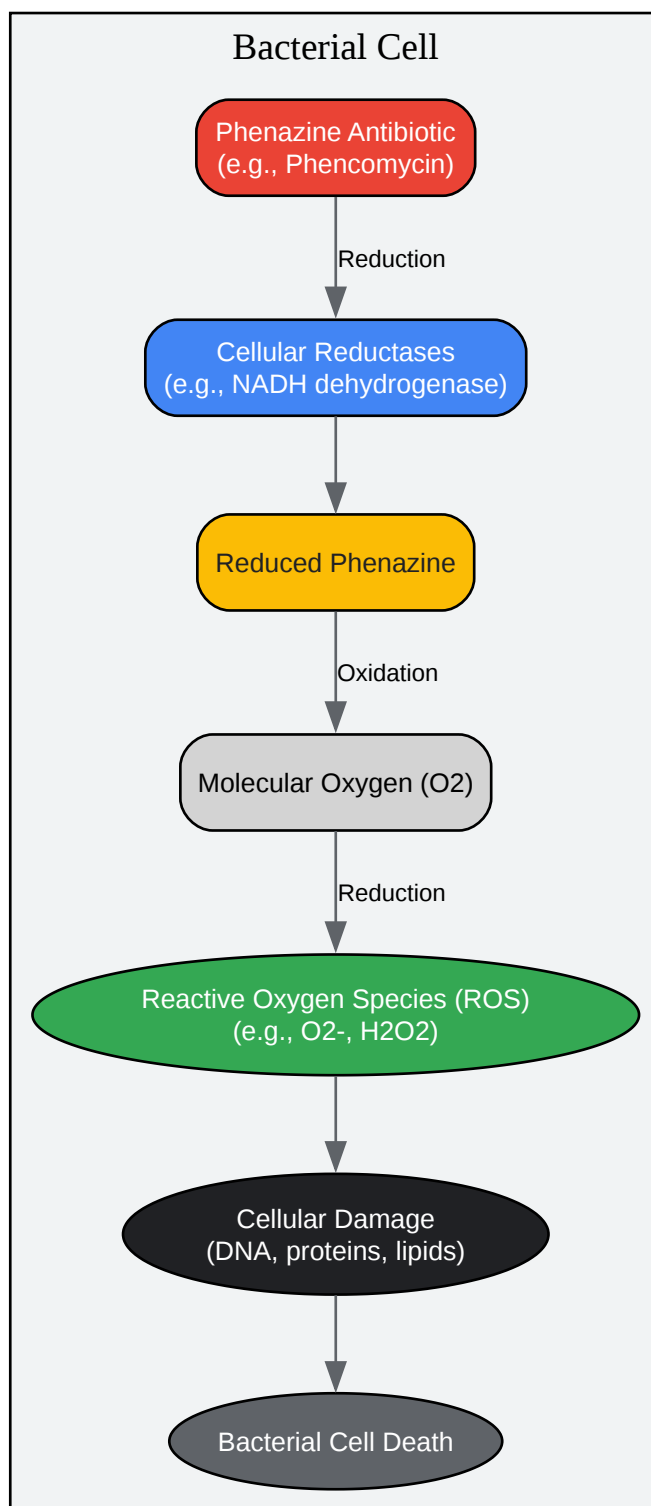 Bacterial Cell
Phenazine Antibiotic
(e.g., Phencomycin)
Reduction
Cellular Reductases
(e.g., NADH dehydrogenase)
Reduced Phenazine
Oxidation
Molecular Oxygen (O2)
Reduction
Reactive Oxygen Species (ROS)
(e.g., O2-, H2O2)
Cellular Damage
(DNA, proteins, lipids)
Bacterial Cell Death